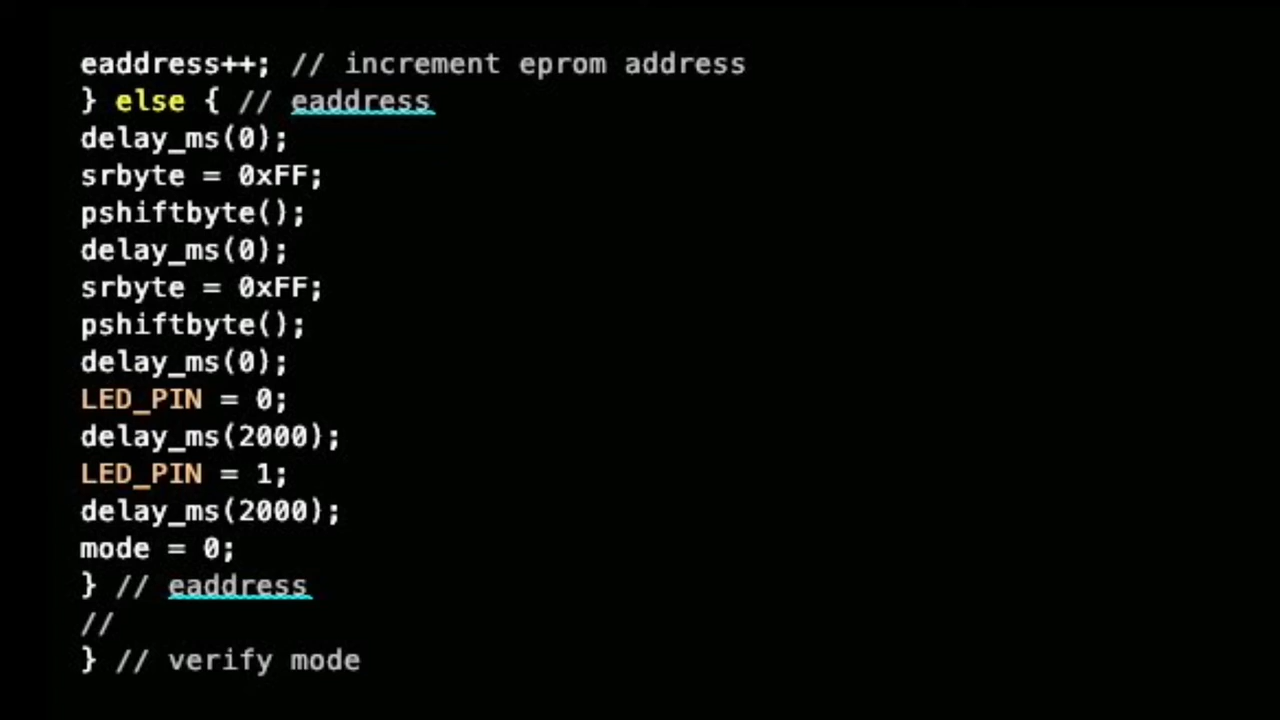 eaddress++; // increment eprom address
} else { // eaddress
delay_ms(0);
srbyte = 0xFF;
pshiftbyte();
delay_ms(0);
srbyte = 0xFF;
pshiftbyte();
delay_ms(0);
LED_PIN = 0;
delay_ms(2000);
LED_PIN = 1;
delay_ms(2000);
mode = 0;
} // eaddress
//
} // verify mode